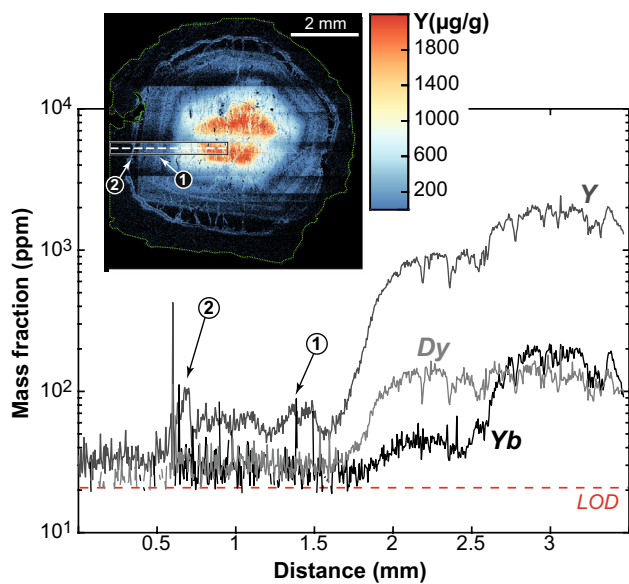 2 mm
Y(µg/g)
1800
1400
1000
600
200
② ①
10⁴
10³
10²
10¹
Mass fraction (ppm)
②
①
Y
Dy
Yb
LOD
0.5 1 1.5 2 2.5 3
Distance (mm)